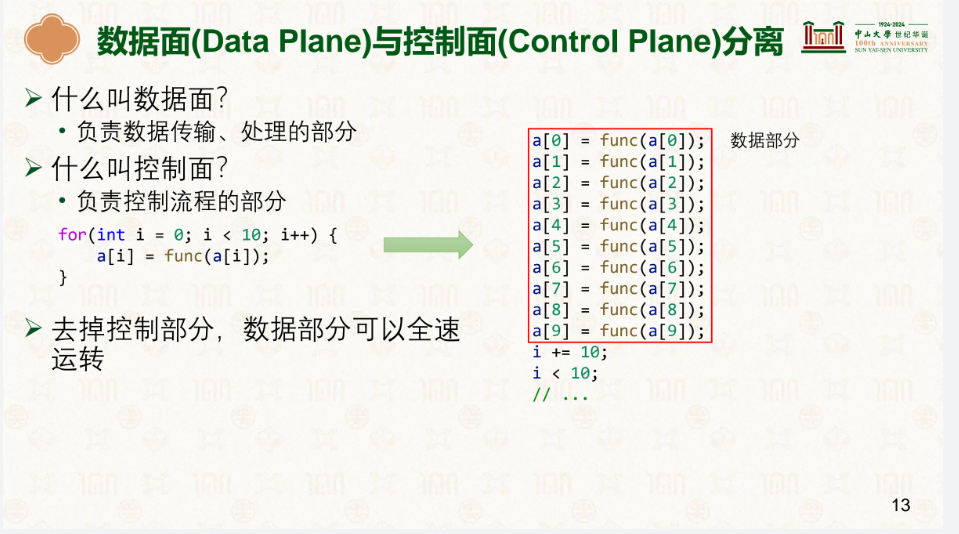 数据面(Data Plane)与控制面(Control Plane)分离
1924-2024
中山大学 世纪华诞
100th ANNIVERSARY
SUN YAT-SEN UNIVERSITY
➢ 什么叫数据面？
• 负责数据传输、处理的部分
➢ 什么叫控制面？
• 负责控制流程的部分
for(int i = 0; i < 10; i++) {
    a[i] = func(a[i]);
}
➢ 去掉控制部分，数据部分可以全速
运转
a[0] = func(a[0]);
a[1] = func(a[1]);
a[2] = func(a[2]);
a[3] = func(a[3]);
a[4] = func(a[4]);
a[5] = func(a[5]);
a[6] = func(a[6]);
a[7] = func(a[7]);
a[8] = func(a[8]);
a[9] = func(a[9]);
i += 10;
i < 10;
// ...
数据部分
13